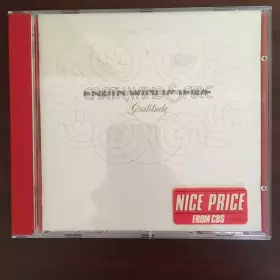 EARTH, WIND & FIRE
Gratitude
NICE PRICE
FROM CBS